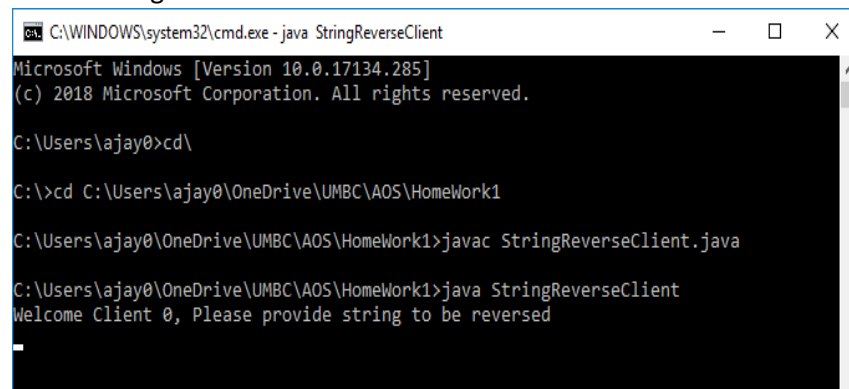 C:\WINDOWS\system32\cmd.exe - java StringReverseClient
Microsoft Windows [Version 10.0.17134.285]
(c) 2018 Microsoft Corporation. All rights reserved.
C:\Users\ajay0>cd\
C:\>cd C:\Users\ajay0\OneDrive\UMBC\AOS\HomeWork1
C:\Users\ajay0\OneDrive\UMBC\AOS\HomeWork1>javac StringReverseClient.java
C:\Users\ajay0\OneDrive\UMBC\AOS\HomeWork1>java StringReverseClient
Welcome Client 0, Please provide string to be reversed